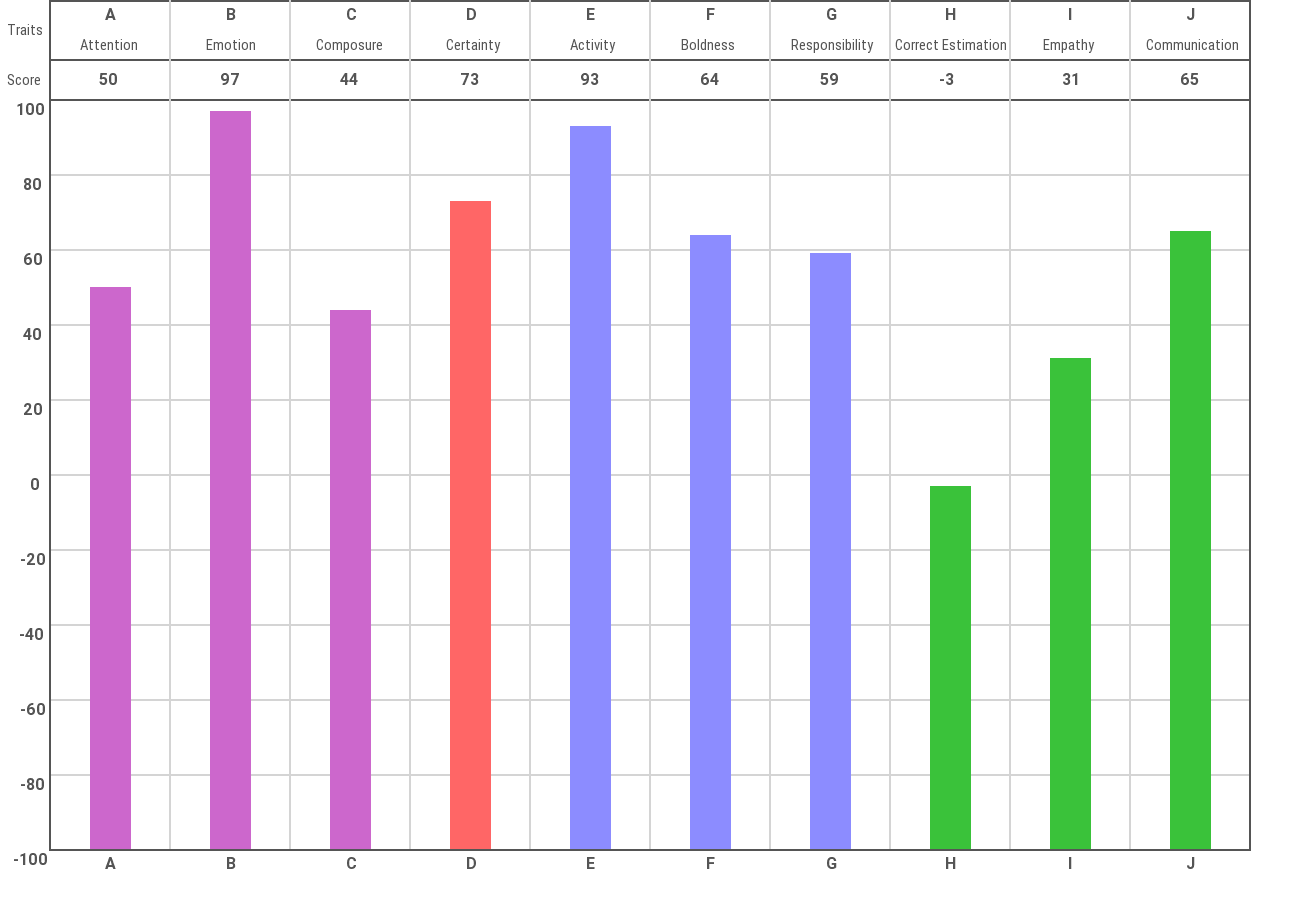 Traits A B C D E F G H I J
Attention Emotion Composure Certainty Activity Boldness Responsibility Correct Estimation Empathy Communication
Score 50 97 44 73 93 64 59 -3 31 65
100
80
60
40
20
0
-20
-40
-60
-80
-100
A B C D E F G H I J